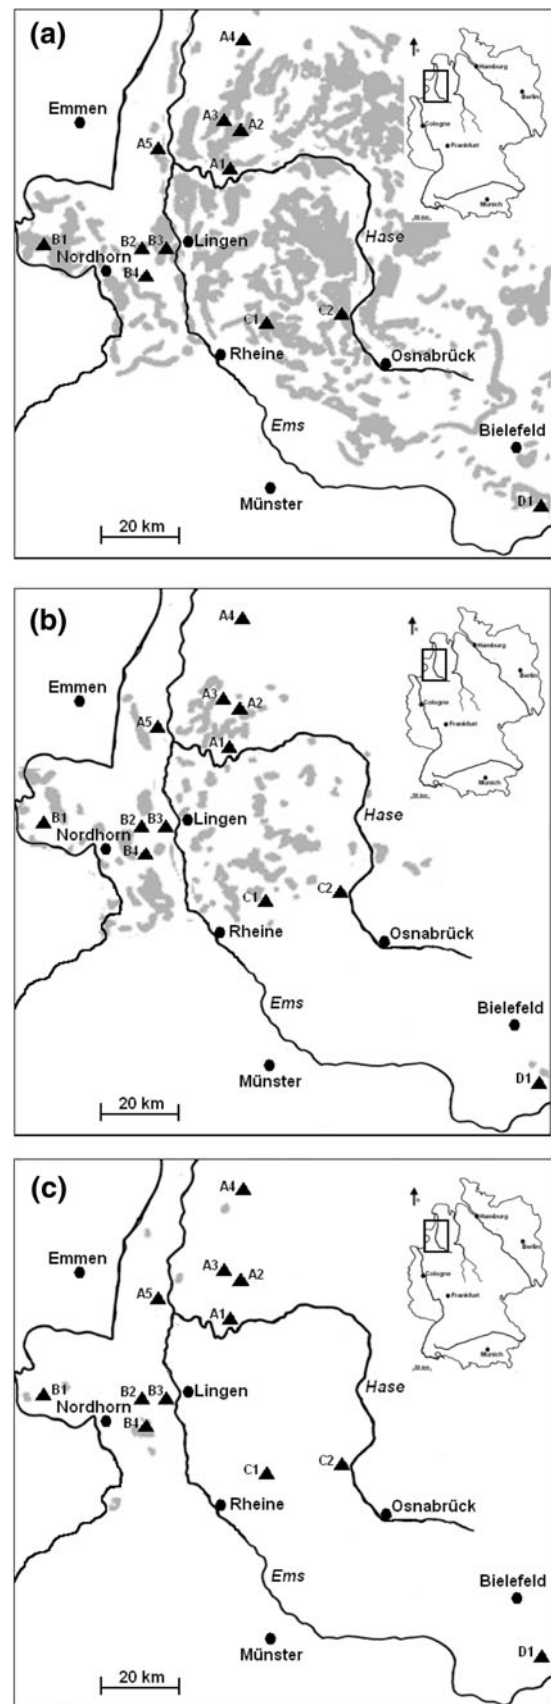 (a)
A4
Hamburg
Emmen
A3
A2
Berlin
A5
Cologne
A1
Frankfurt
Munich
B1
B2
B3
Lingen
Hase
Nordhorn
B4
C1
C2
Rheine
Osnabrück
Ems
Bielefeld
Münster
D1
20 km
(b)
A4
Hamburg
Emmen
A3
A2
Berlin
A5
Cologne
A1
Frankfurt
Munich
B1
B2
B3
Lingen
Hase
Nordhorn
B4
C1
C2
Rheine
Osnabrück
Ems
Bielefeld
Münster
D1
20 km
(c)
A4
Hamburg
Emmen
A3
A2
Berlin
A5
Cologne
A1
Frankfurt
Munich
B1
B2
B3
Lingen
Hase
Nordhorn
B4
C1
C2
Rheine
Osnabrück
Ems
Bielefeld
Münster
D1
20 km